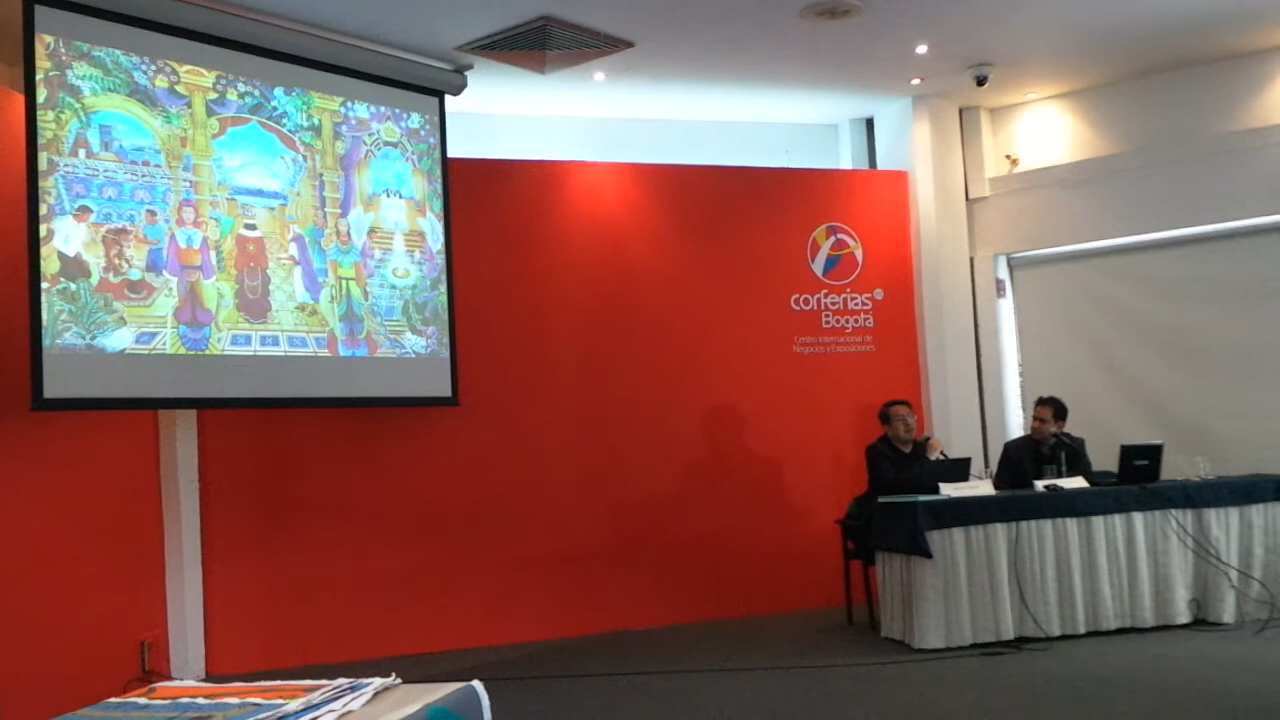 corferias
Bogotá
Centro Internacional de
Negocios y Exposiciones